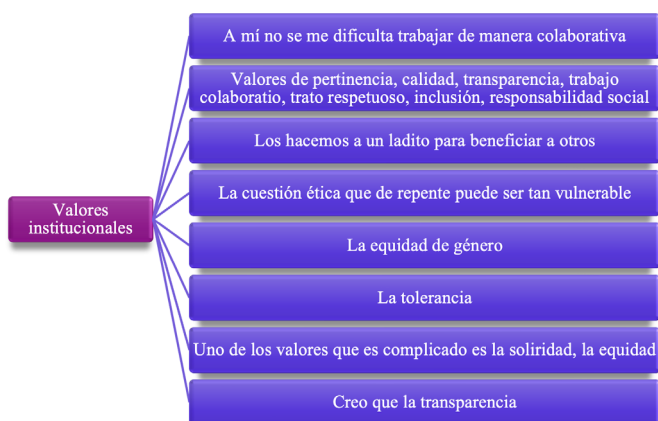 A mí no se me dificulta trabajar de manera colaborativa
Valores de pertinencia, calidad, transparencia, trabajo
colaboratio, trato respetuoso, inclusión, responsabilidad social
Los hacemos a un ladito para beneficiar a otros
La cuestión ética que de repente puede ser tan vulnerable
Valores
institucionales
La equidad de género
La tolerancia
Uno de los valores que es complicado es la soliridad, la equidad
Creo que la transparencia